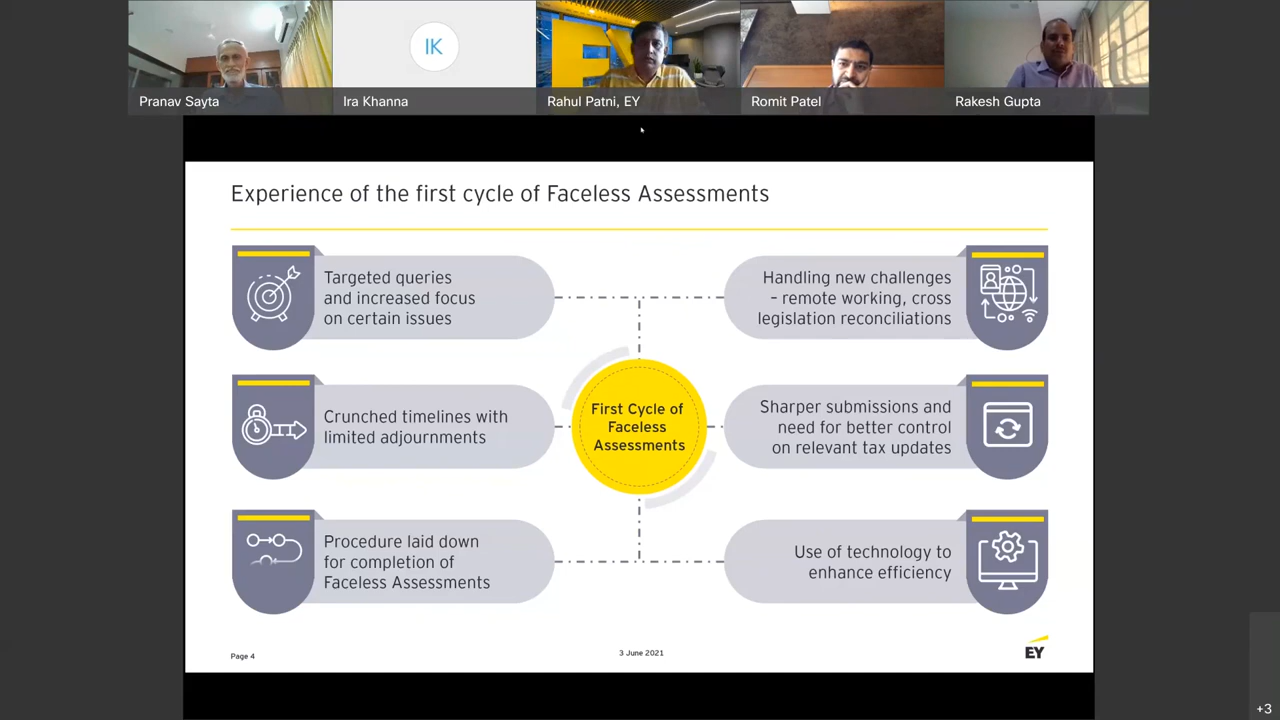 EY
Pranav Sayta
IK
Ira Khanna
Rahul Patni, EY
Romit Patel
Rakesh Gupta
Experience of the first cycle of Faceless Assessments
Targeted queries
and increased focus
on certain issues
Handling new challenges
– remote working, cross
legislation reconciliations
Crunched timelines with
limited adjournments
First Cycle of
Faceless
Assessments
Sharper submissions and
need for better control
on relevant tax updates
Procedure laid down
for completion of
Faceless Assessments
Use of technology to
enhance efficiency
Page 4
3 June 2021
EY
+3